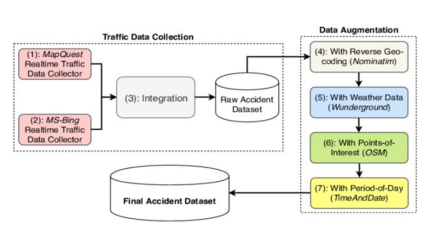 Traffic Data Collection
(1): MapQuest
Realtime Traffic
Data Collector
(2): MS-Bing
Realtime Traffic
Data Collector
(3): Integration
Raw Accident
Dataset
Data Augmentation
(4): With Reverse Geo-
coding (Nominatim)
(5): With Weather Data
(Wunderground)
(6): With Points-of-
Interest (OSM)
(7): With Period-of-Day
(TimeAndDate)
Final Accident Dataset